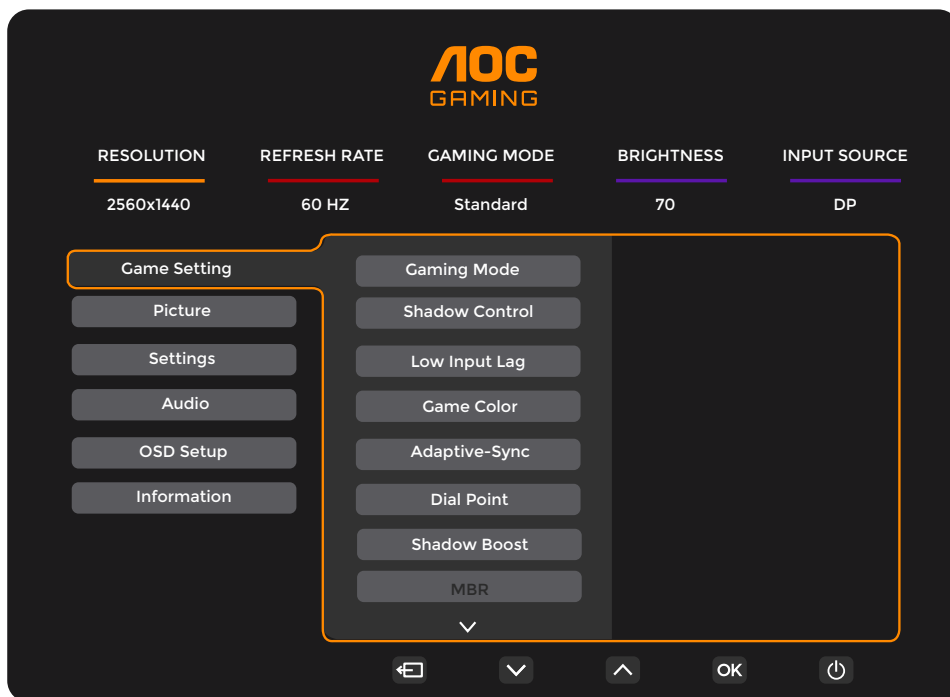 AOC
GAMING
RESOLUTION REFRESH RATE GAMING MODE BRIGHTNESS INPUT SOURCE
2560x1440 60 HZ Standard 70 DP
Game Setting
Picture
Settings
Audio
OSD Setup
Information
Gaming Mode
Shadow Control
Low Input Lag
Game Color
Adaptive-Sync
Dial Point
Shadow Boost
MBR
OK